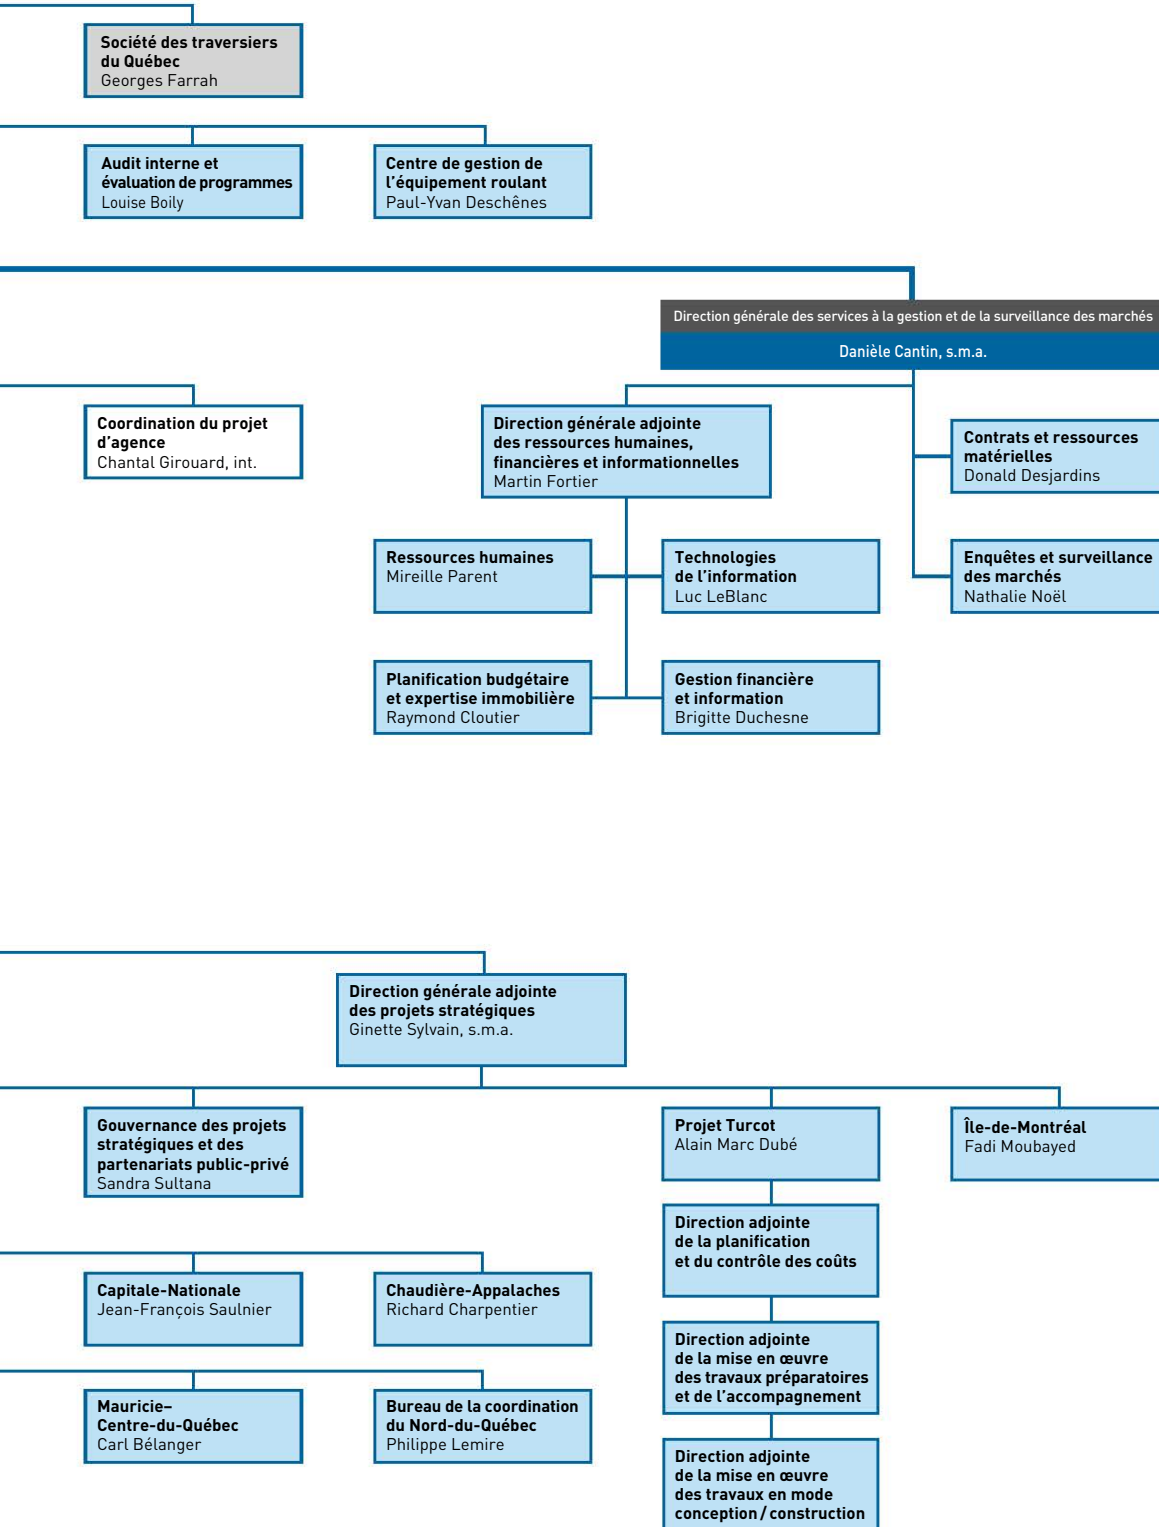 Société des traversiers
du Québec
Georges Farrah
Audit interne et
évaluation de programmes
Louise Boily
Centre de gestion de
l'équipement roulant
Paul-Yvan Deschênes
Direction générale des services à la gestion et de la surveillance des marchés
Danièle Cantin, s.m.a.
Coordination du projet
d'agence
Chantal Girouard, int.
Direction générale adjointe
des ressources humaines,
financières et informationnelles
Martin Fortier
Contrats et ressources
matérielles
Donald Desjardins
Ressources humaines
Mireille Parent
Technologies
de l'information
Luc LeBlanc
Enquêtes et surveillance
des marchés
Nathalie Noël
Planification budgétaire
et expertise immobilière
Raymond Cloutier
Gestion financière
et information
Brigitte Duchesne
Direction générale adjointe
des projets stratégiques
Ginette Sylvain, s.m.a.
Gouvernance des projets
stratégiques et des
partenariats public-privé
Sandra Sultana
Projet Turcot
Alain Marc Dubé
Île-de-Montréal
Fadi Moubayed
Direction adjointe
de la planification
et du contrôle des coûts
Capitale-Nationale
Jean-François Saulnier
Chaudière-Appalaches
Richard Charpentier
Direction adjointe
de la mise en œuvre
des travaux préparatoires
et de l'accompagnement
Mauricie–
Centre-du-Québec
Carl Bélanger
Bureau de la coordination
du Nord-du-Québec
Philippe Lemire
Direction adjointe
de la mise en œuvre
des travaux en mode
conception / construction